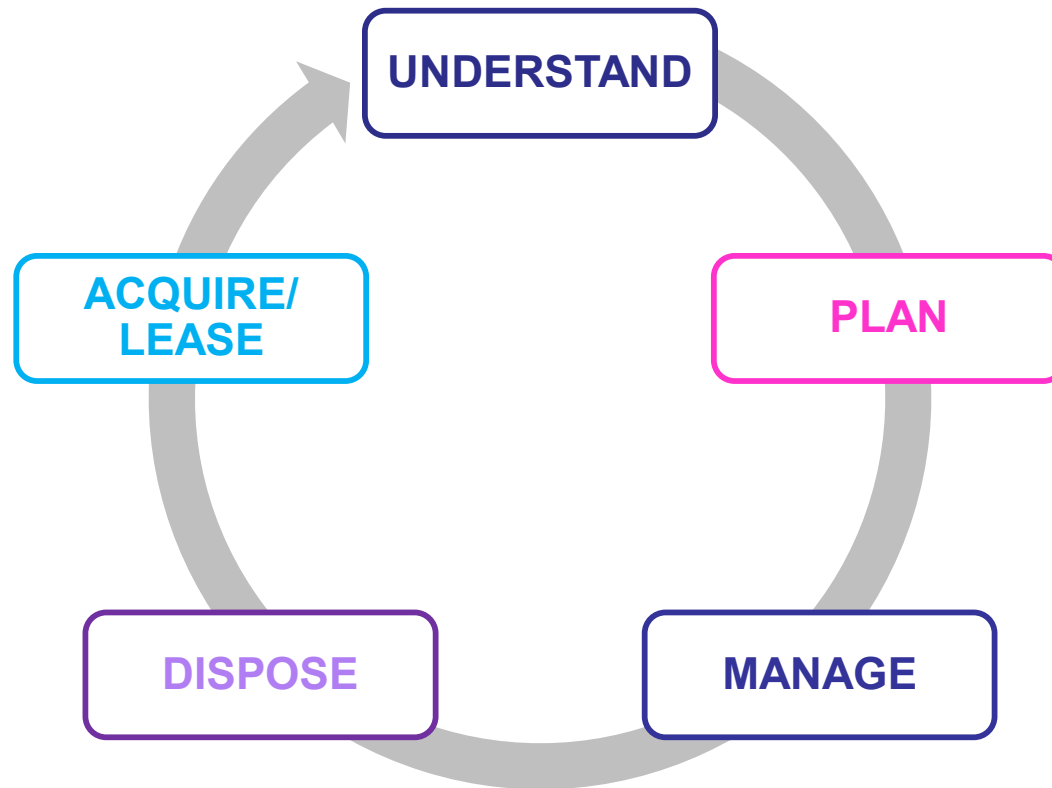 UNDERSTAND
PLAN
MANAGE
DISPOSE
ACQUIRE/
LEASE